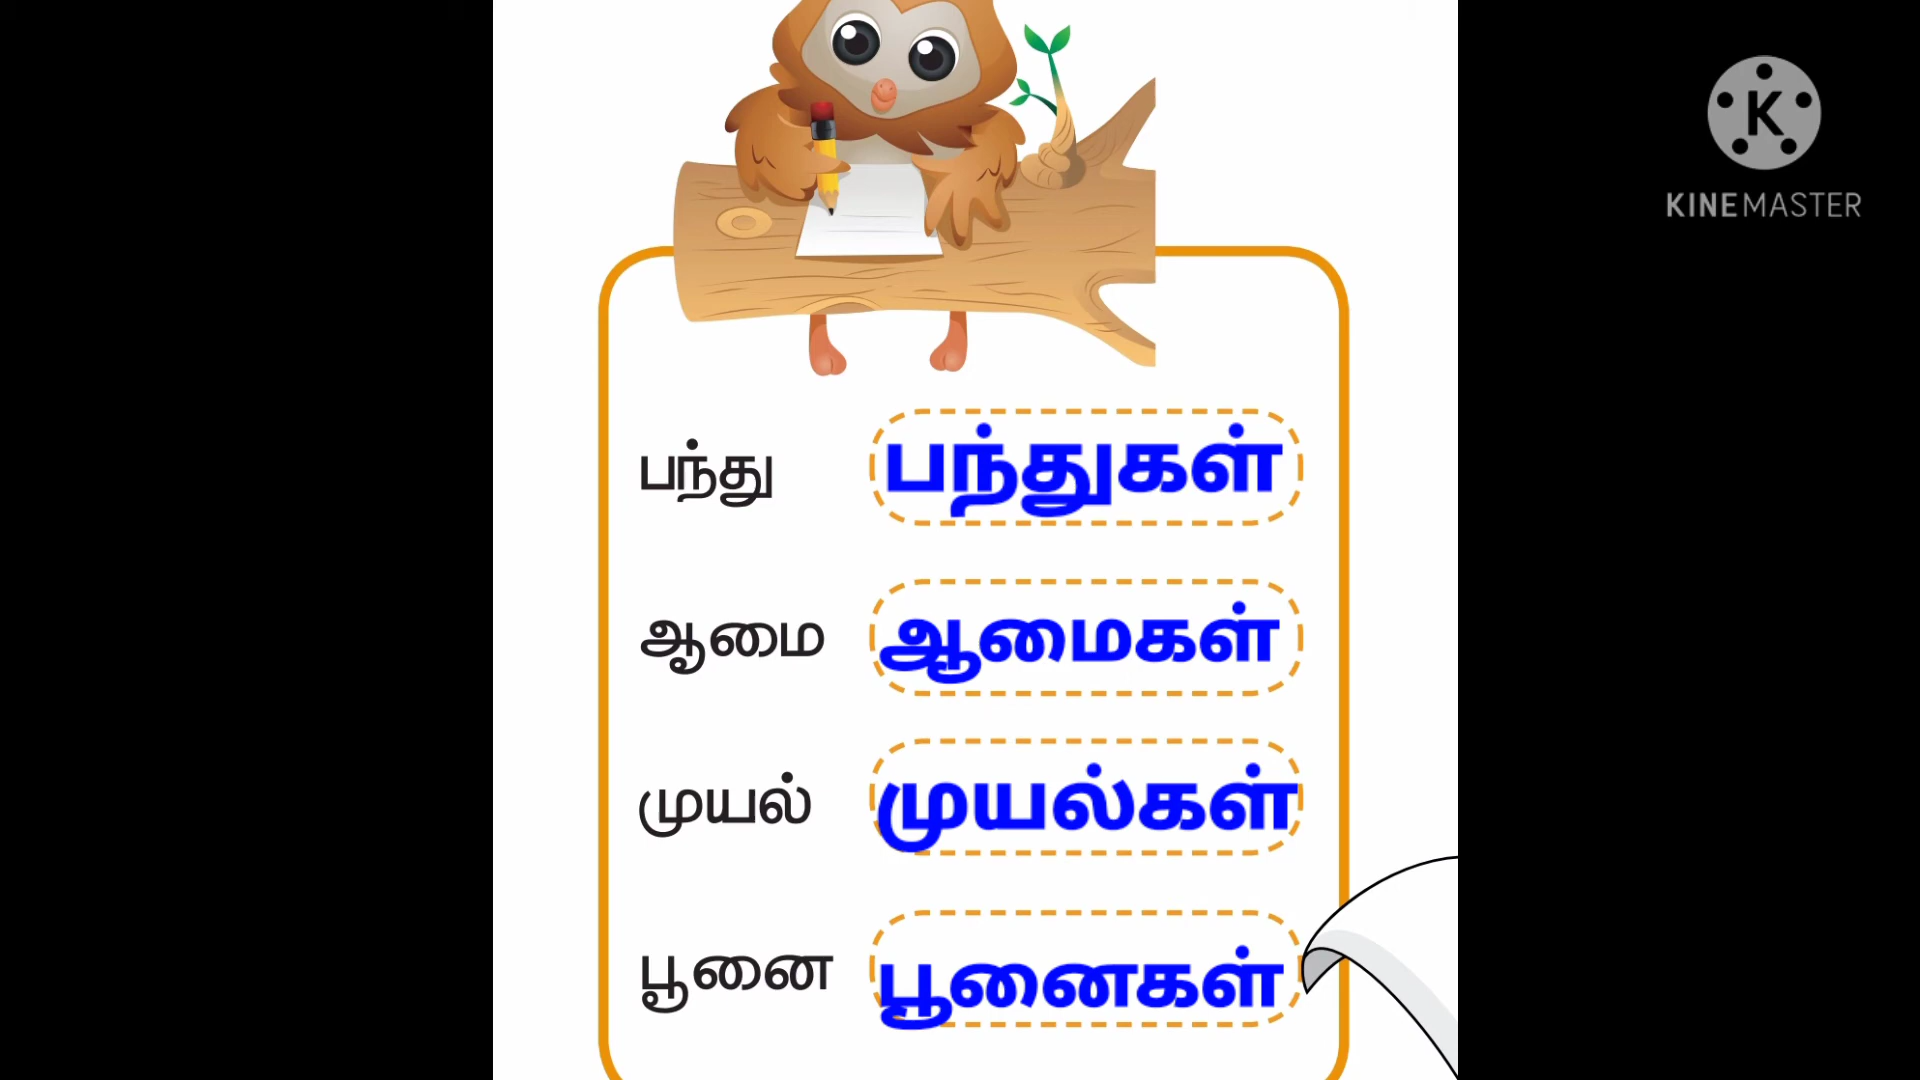 KINEMASTER
பந்து பந்துகள்
ஆமை ஆமைகள்
முயல் முயல்கள்
பூனை பூனைகள்